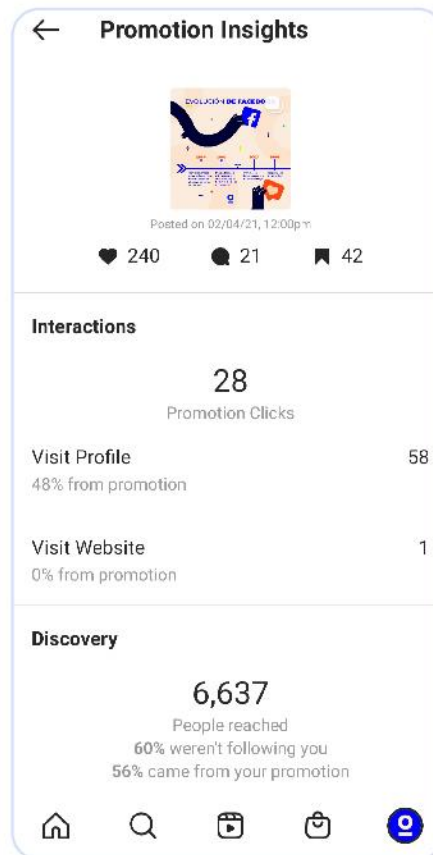 Promotion Insights
EVOLUCIÓN DE FACEBO
Posted on 02/04/21, 12:00pm
240 21 42
Interactions
28
Promotion Clicks
Visit Profile 58
48% from promotion
Visit Website 1
0% from promotion
Discovery
6,637
People reached
60% weren't following you
56% came from your promotion